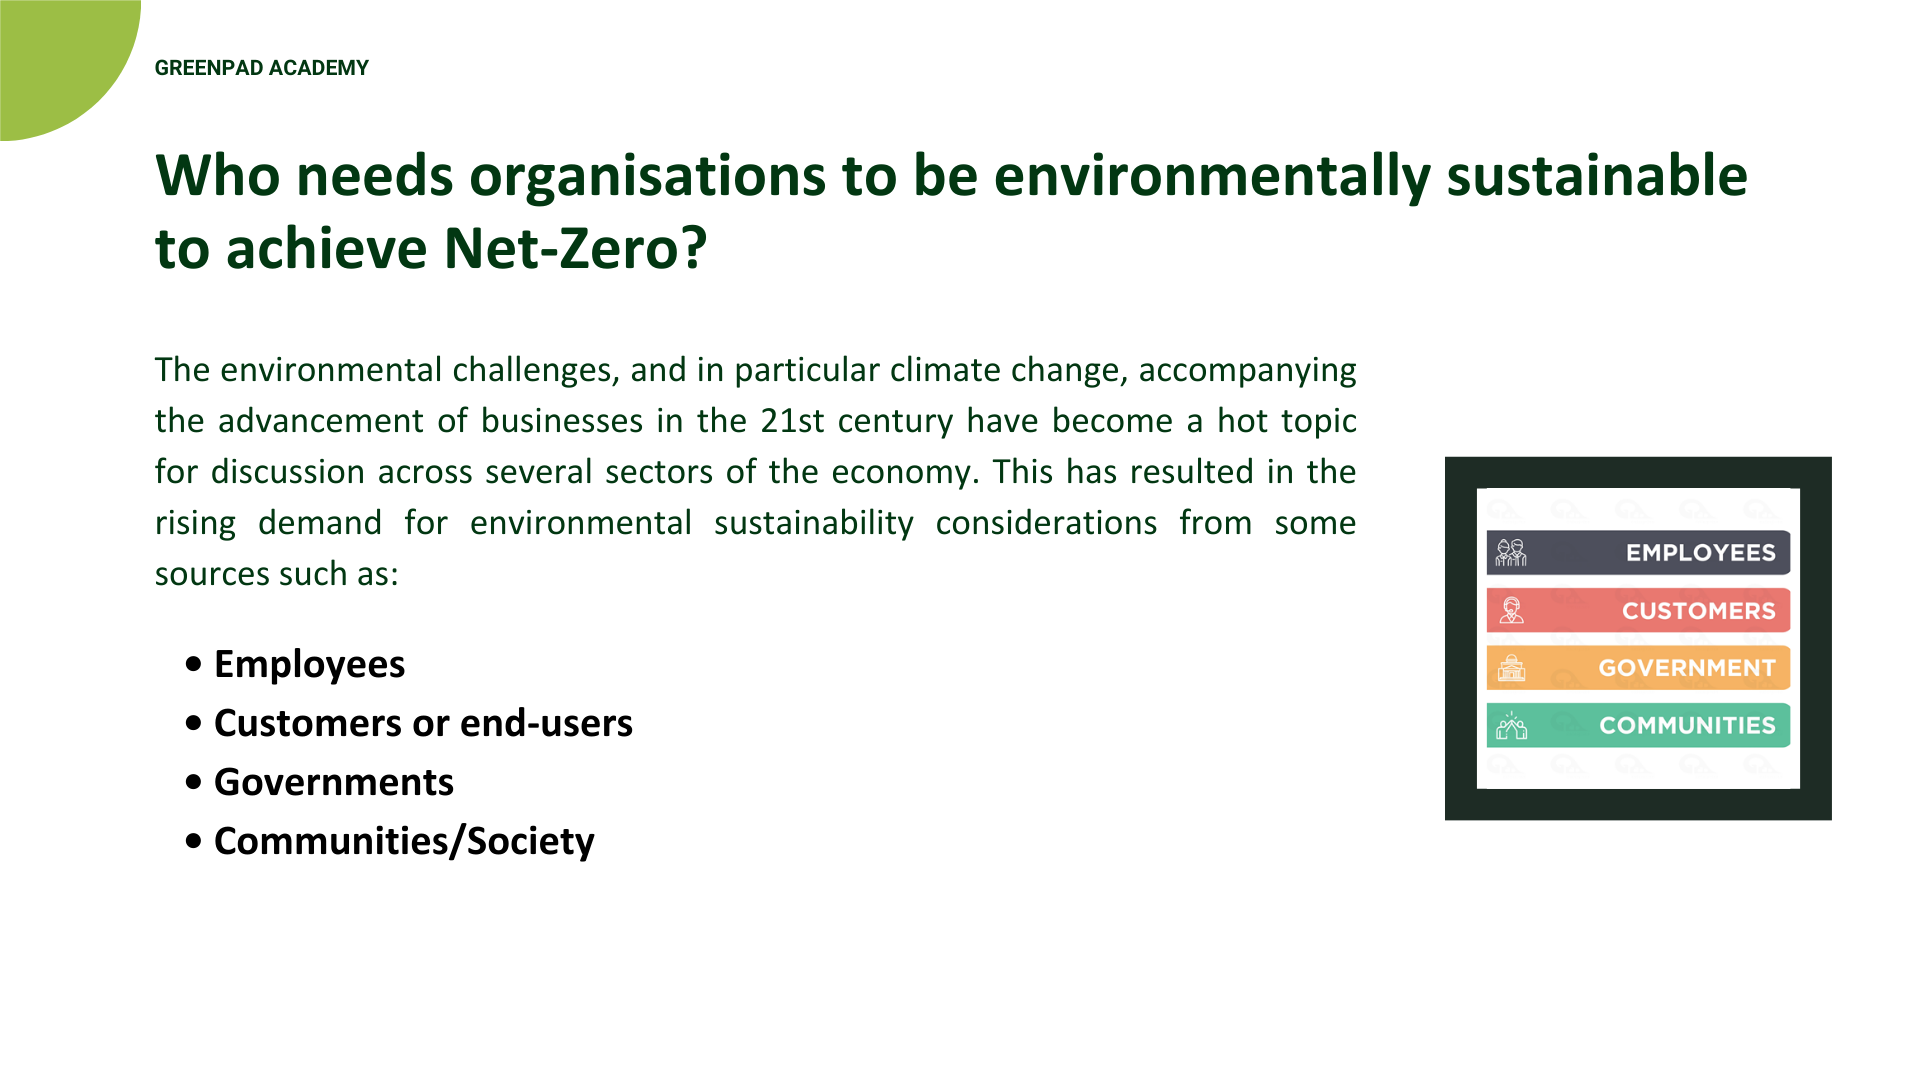 GREENPAD ACADEMY
Who needs organisations to be environmentally sustainable
to achieve Net-Zero?
The environmental challenges, and in particular climate change, accompanying
the advancement of businesses in the 21st century have become a hot topic
for discussion across several sectors of the economy. This has resulted in the
rising demand for environmental sustainability considerations from some
sources such as:
• Employees
• Customers or end-users
• Governments
• Communities/Society
EMPLOYEES
CUSTOMERS
GOVERNMENT
COMMUNITIES